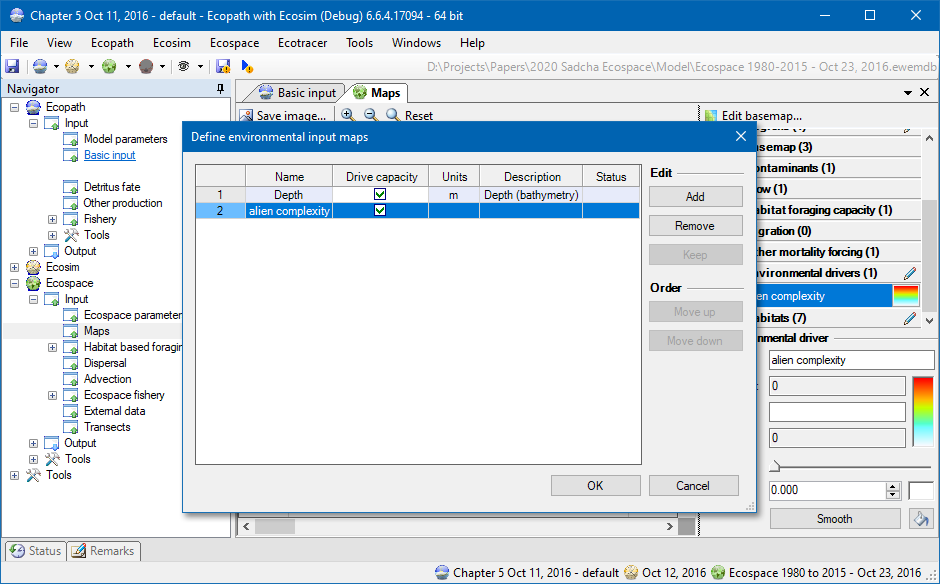 Chapter 5 Oct 11, 2016 - default - Ecopath with Ecosim (Debug) 6.6.4.17094 - 64 bit
File View Ecopath Ecosim Ecospace Ecotracer Tools Windows Help
D:\Projects\Papers\2020 Sadcha Ecospace\Model\Ecospace 1980-2015 - Oct 23, 2016.ewemdb
Navigator
Ecopath
Input
Model parameters
Basic input
Detritus fate
Other production
Fishery
Tools
Output
Ecosim
Ecospace
Input
Ecospace parameter
Maps
Habitat based foragin
Dispersal
Advection
Ecospace fishery
External data
Transects
Output
Tools
Tools
Basic input Maps
Save image... Reset Edit basemap...
Define environmental input maps
Name Drive capacity Units Description Status
1 Depth m Depth (bathymetry)
2 alien complexity
Edit
Add
Remove
Keep
Order
Move up
Move down
OK Cancel
semap (3)
ontaminants (1)
ow (1)
abitat foraging capacity (1)
gration (0)
ther mortality forcing (1)
nvironmental drivers (1)
en complexity
abitats (7)
nmental driver
alien complexity
0
0
0.000
Smooth
Status Remarks
Chapter 5 Oct 11, 2016 - default Oct 12, 2016 Ecospace 1980 to 2015 - Oct 23, 2016